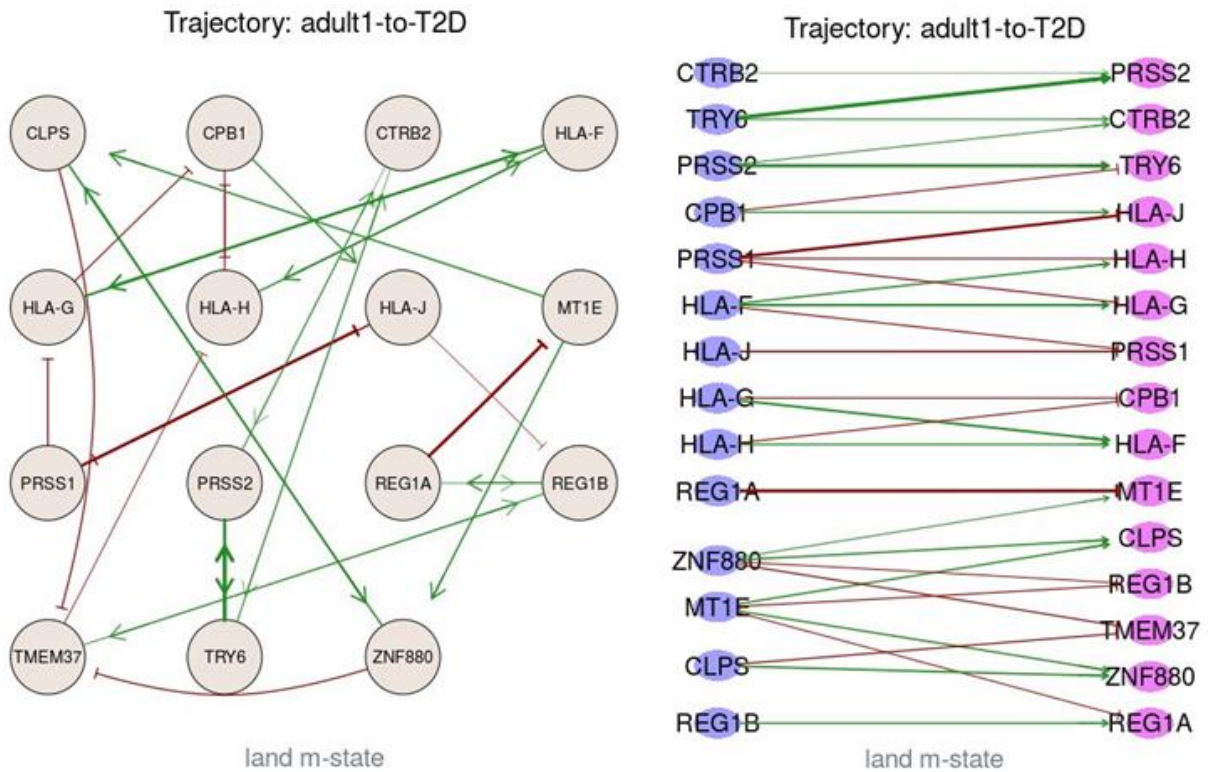 Trajectory: adult1-to-T2D
CLPS CPB1 CTRB2 HLA-F
HLA-G HLA-H HLA-J MT1E
PRSS1 PRSS2 REG1A REG1B
TMEM37 TRY6 ZNF880
land m-state
Trajectory: adult1-to-T2D
CTRB2 PRSS2
TRY6 CTRB2
PRSS2 TRY6
CPB1 HLA-J
PRSS1 HLA-H
HLA-F HLA-G
HLA-J PRSS1
HLA-G CPB1
HLA-H HLA-F
REG1A MT1E
CLPS
ZNF880
REG1B
MT1E
TMEM37
CLPS
ZNF880
REG1B REG1A
land m-state